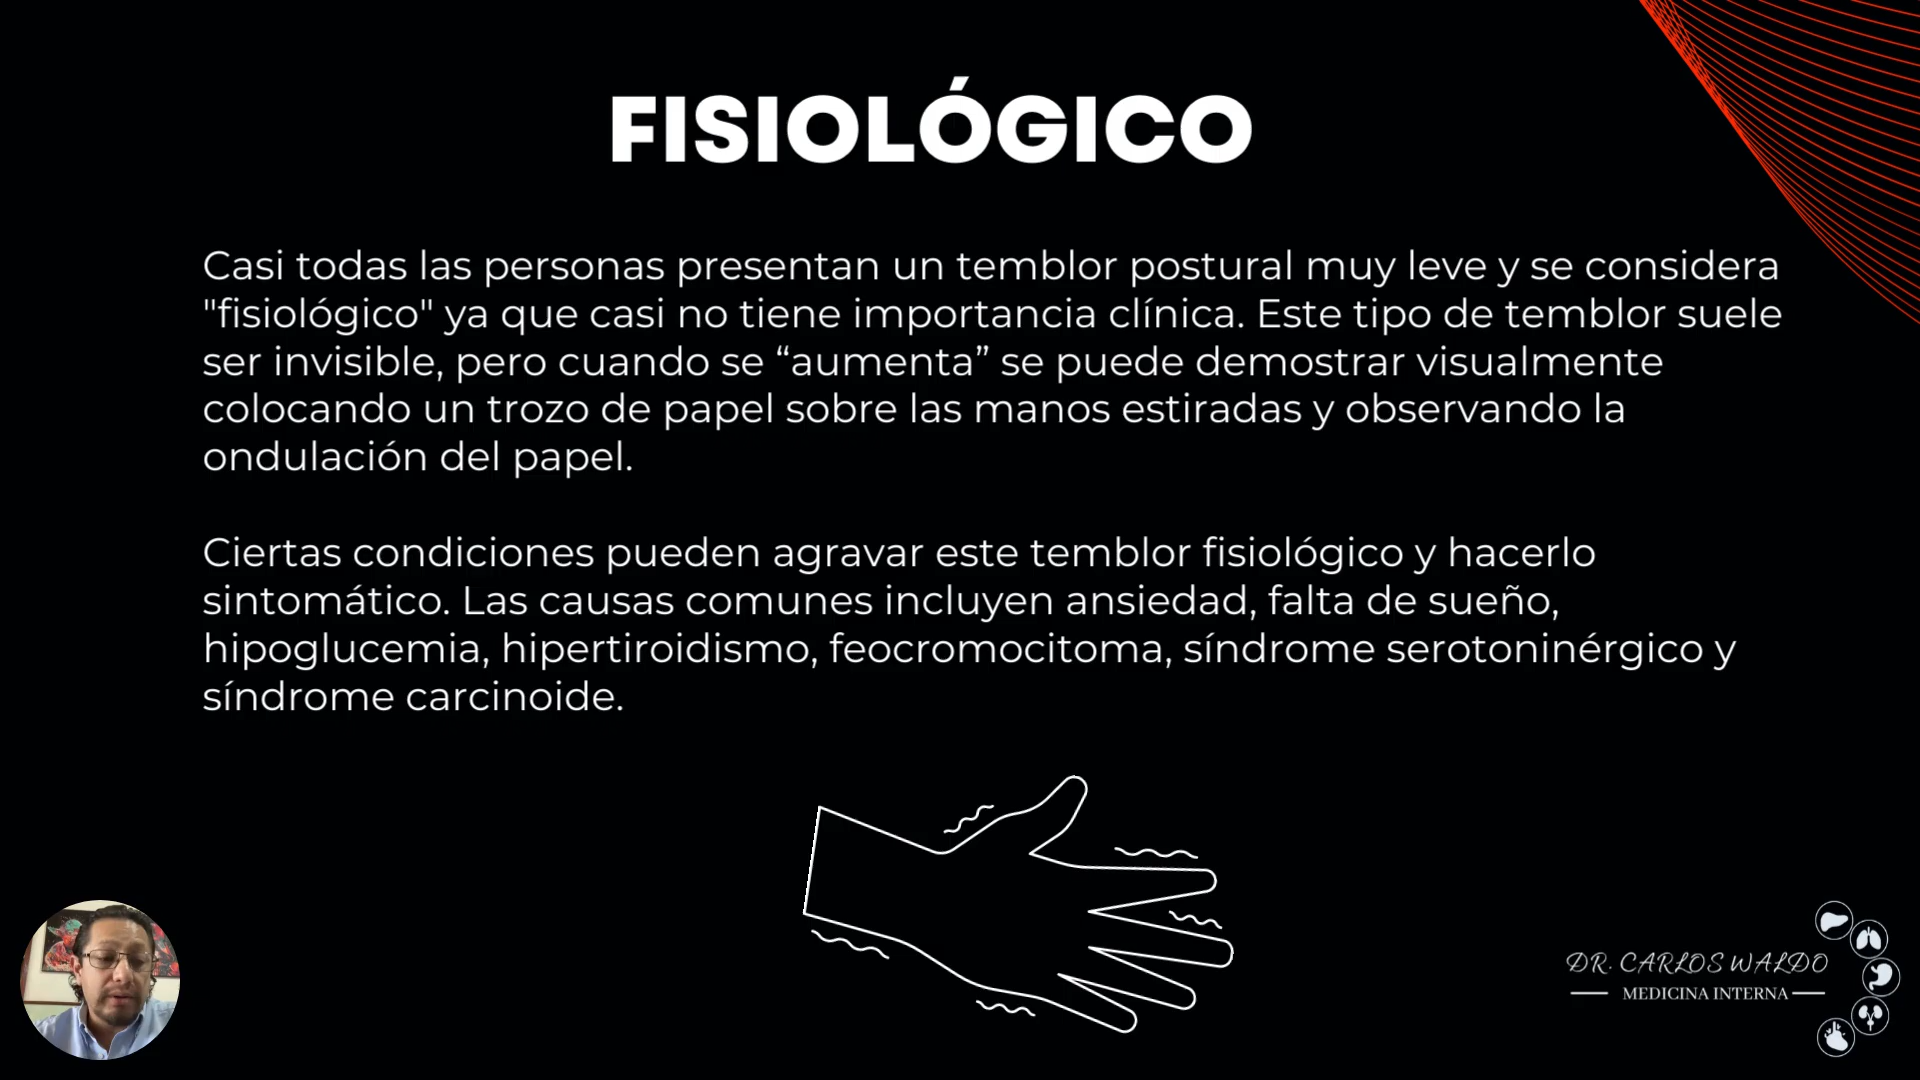 FISIOLÓGICO
Casi todas las personas presentan un temblor postural muy leve y se considera
"fisiológico" ya que casi no tiene importancia clínica. Este tipo de temblor suele
ser invisible, pero cuando se “aumenta” se puede demostrar visualmente
colocando un trozo de papel sobre las manos estiradas y observando la
ondulación del papel.
Ciertas condiciones pueden agravar este temblor fisiológico y hacerlo
sintomático. Las causas comunes incluyen ansiedad, falta de sueño,
hipoglucemia, hipertiroidismo, feocromocitoma, síndrome serotoninérgico y
síndrome carcinoide.
DR. CARLOS WALDO
MEDICINA INTERNA